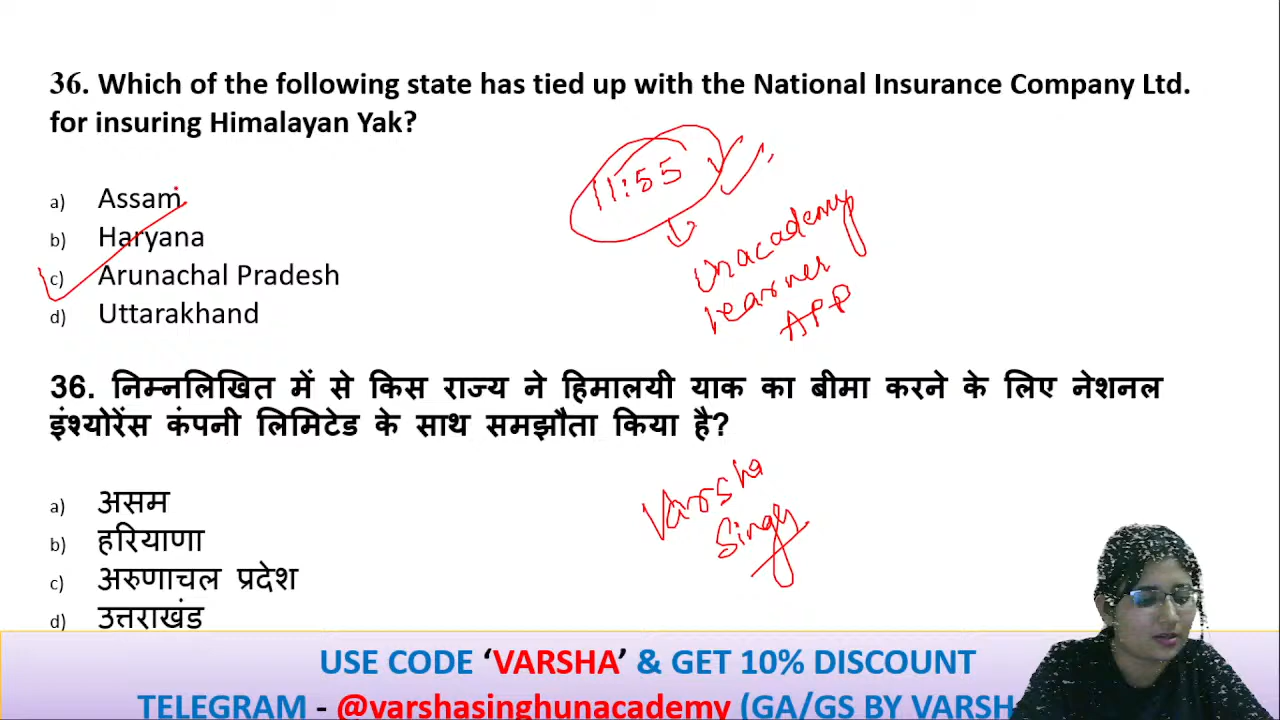 36. Which of the following state has tied up with the National Insurance Company Ltd.
for insuring Himalayan Yak?
a) Assam
b) Haryana
c) Arunachal Pradesh
d) Uttarakhand
11:55
Unacademy
Learner
APP
36. निम्नलिखित में से किस राज्य ने हिमालयी याक का बीमा करने के लिए नेशनल
इंश्योरेंस कंपनी लिमिटेड के साथ समझौता किया है?
a) असम
b) हरियाणा
c) अरुणाचल प्रदेश
d) उत्तराखंड
Varsha
Singh
USE CODE ‘VARSHA’ & GET 10% DISCOUNT
TELEGRAM - @varshasinghunacademy (GA/GS BY VARSH